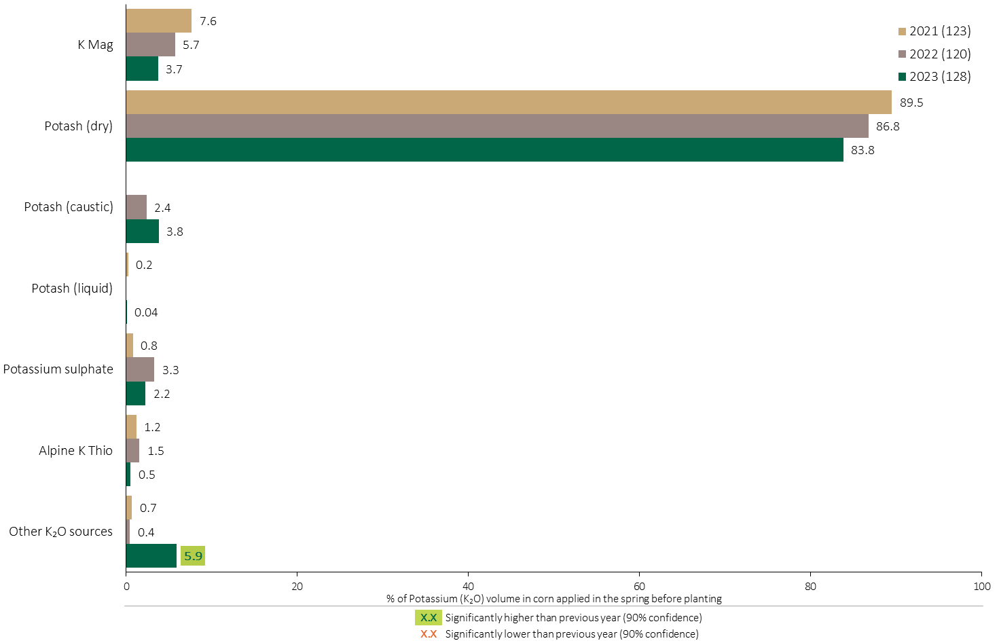 7.6
K Mag
5.7
3.7
2021 (123)
2022 (120)
2023 (128)
89.5
Potash (dry)
86.8
83.8
Potash (caustic)
2.4
3.8
0.2
Potash (liquid)
0.04
0.8
Potassium sulphate
3.3
2.2
1.2
Alpine K Thio
1.5
0.5
0.7
Other K₂O sources
0.4
5.9
0 20 40 60 80 100
% of Potassium (K₂O) volume in corn applied in the spring before planting
X.X Significantly higher than previous year (90% confidence)
X.X Significantly lower than previous year (90% confidence)